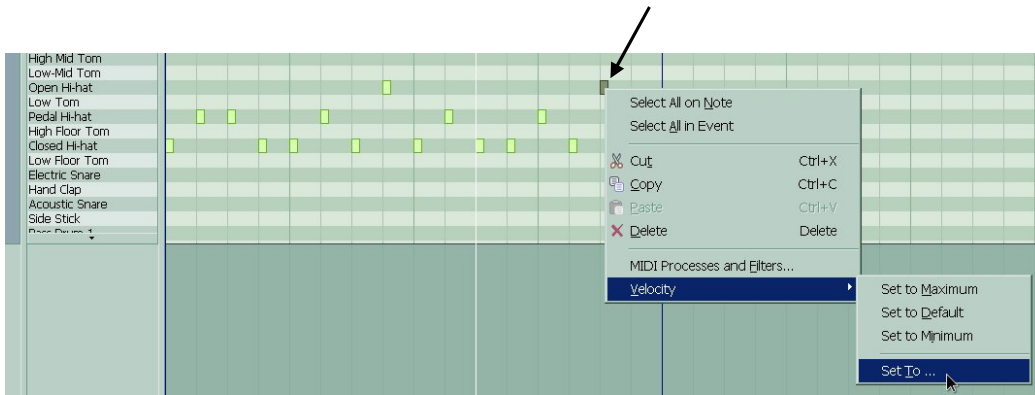 High Mid Tom
Low-Mid Tom
Open Hi-hat
Low Tom
Pedal Hi-hat
High Floor Tom
Closed Hi-hat
Low Floor Tom
Electric Snare
Hand Clap
Acoustic Snare
Side Stick
Bass Drum 1
Select All on Note
Select All in Event
Cut Ctrl+X
Copy Ctrl+C
Paste Ctrl+V
Delete Delete
MIDI Processes and Filters...
Velocity
Set to Maximum
Set to Default
Set to Minimum
Set To ...